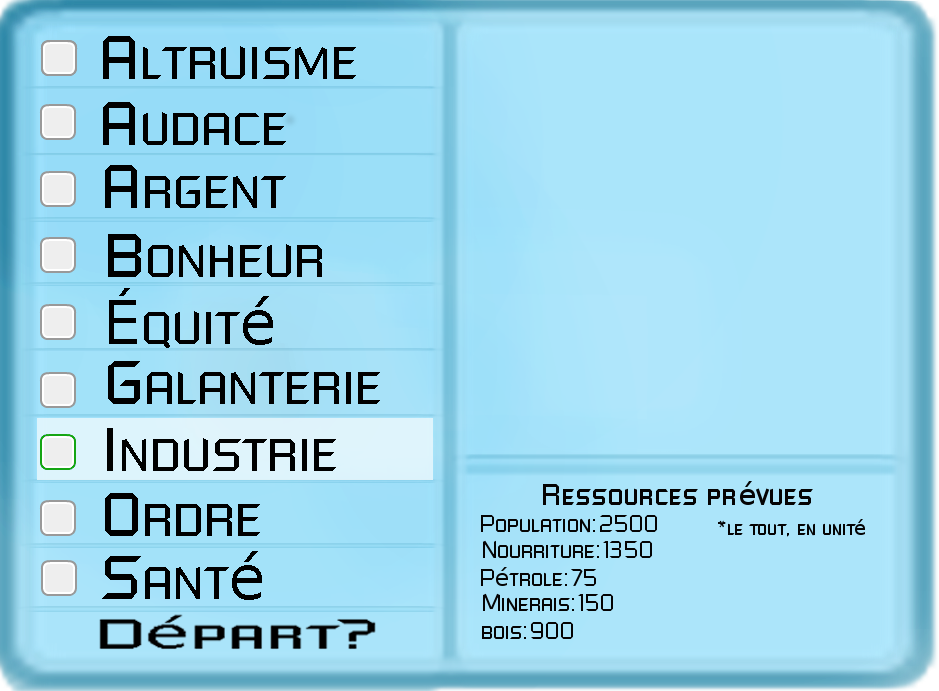 Altruisme
Audace
Argent
Bonheur
Équité
Galanterie
Industrie
Ordre
Santé
Départ?
Ressources prévues
Population:2500
*le tout, en unité
Nourriture:1350
Pétrole:75
Minerais:150
bois:900